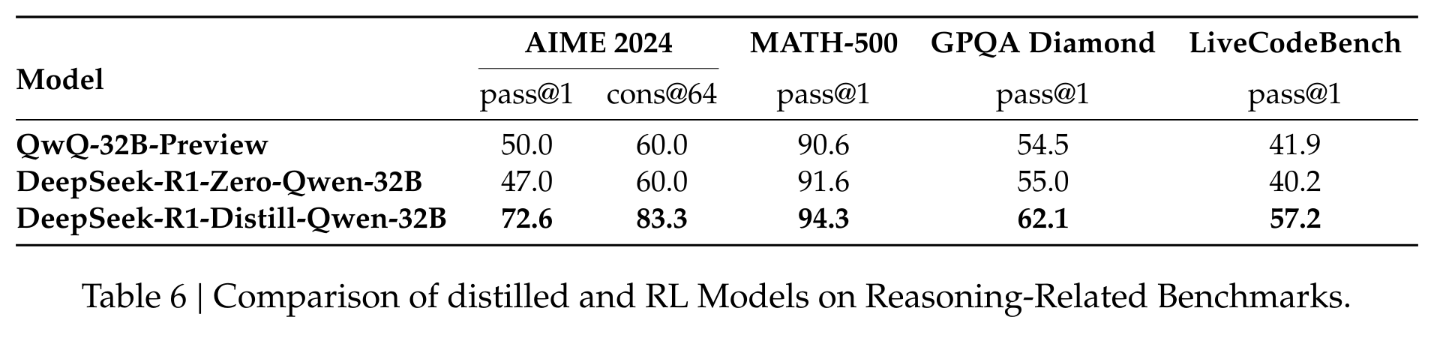 Model AIME 2024 MATH-500 GPQA Diamond LiveCodeBench
pass@1 cons@64 pass@1 pass@1 pass@1
QwQ-32B-Preview 50.0 60.0 90.6 54.5 41.9
DeepSeek-R1-Zero-Qwen-32B 47.0 60.0 91.6 55.0 40.2
DeepSeek-R1-Distill-Qwen-32B 72.6 83.3 94.3 62.1 57.2
Table 6 | Comparison of distilled and RL Models on Reasoning-Related Benchmarks.